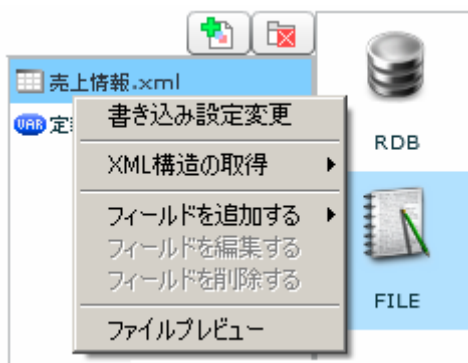 売上情報.xml
VAR 定
書き込み設定変更
XML構造の取得
フィールドを追加する
フィールドを編集する
フィールドを削除する
ファイルプレビュー
RDB
FILE